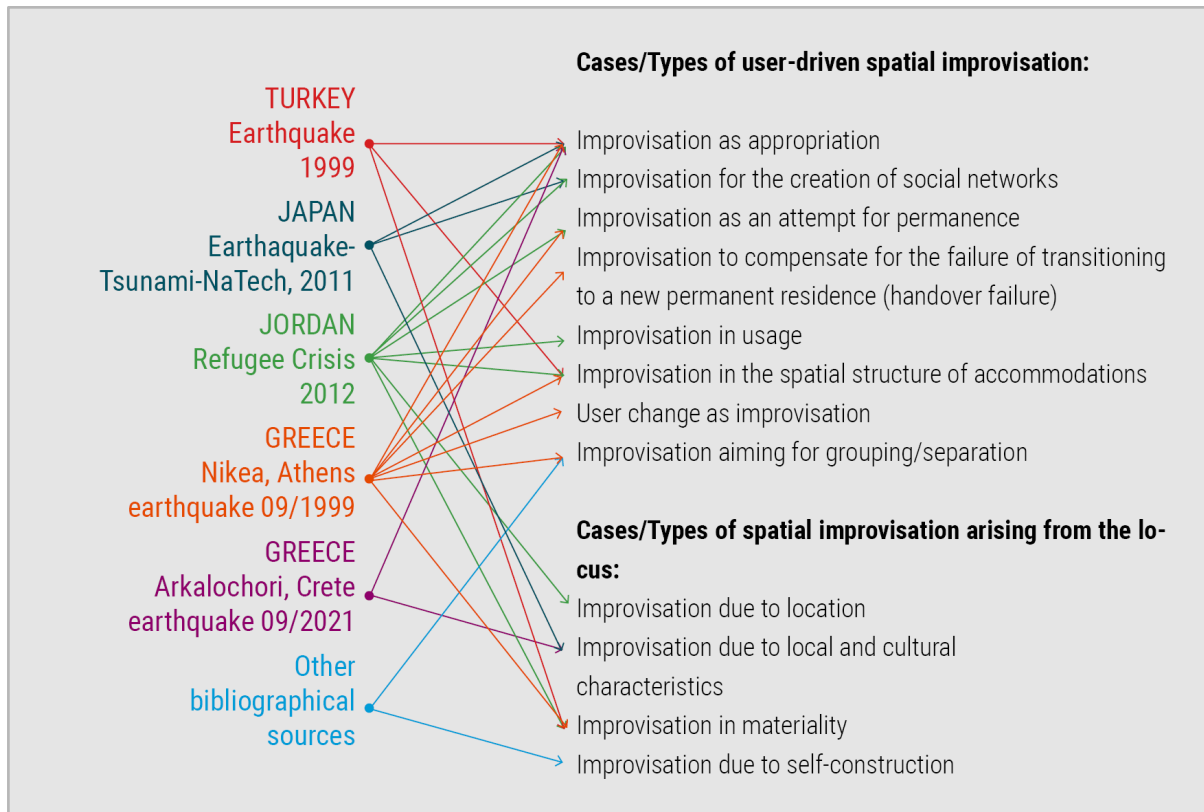 TURKEY
Earthquake
1999
JAPAN
Earthaquake-
Tsunami-NaTech, 2011
JORDAN
Refugee Crisis
2012
GREECE
Nikea, Athens
earthquake 09/1999
GREECE
Arkalochori, Crete
earthquake 09/2021
Other
bibliographical
sources
Cases/Types of user-driven spatial improvisation:
Improvisation as appropriation
Improvisation for the creation of social networks
Improvisation as an attempt for permanence
Improvisation to compensate for the failure of transitioning
to a new permanent residence (handover failure)
Improvisation in usage
Improvisation in the spatial structure of accommodations
User change as improvisation
Improvisation aiming for grouping/separation
Cases/Types of spatial improvisation arising from the lo-
cus:
Improvisation due to location
Improvisation due to local and cultural
characteristics
Improvisation in materiality
Improvisation due to self-construction